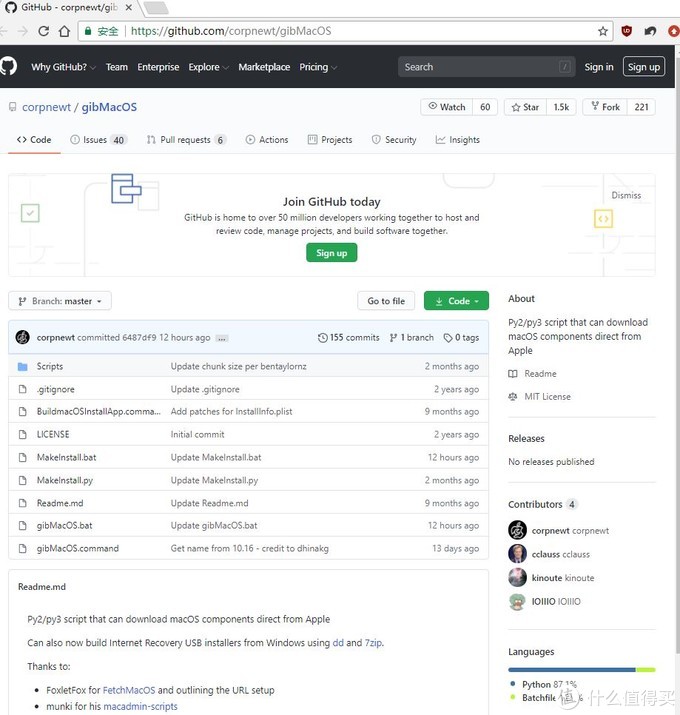 GitHub - corpnewt/gib
安全 https://github.com/corpnewt/gibMacOS
Why GitHub? Team Enterprise Explore Marketplace Pricing Search / Sign in Sign up
corpnewt / gibMacOS Watch 60 Star 1.5k Fork 221
Code Issues 40 Pull requests 6 Actions Projects Security Insights
Join GitHub today Dismiss
GitHub is home to over 50 million developers working together to host and
review code, manage projects, and build software together.
Sign up
Branch: master Go to file Code
corpnewt committed 6487df9 12 hours ago ... 155 commits 1 branch 0 tags
Scripts Update chunk size per bentaylornz 2 months ago
.gitignore Update .gitignore 2 years ago
BuildmacOSInstallApp.comma... Add patches for InstallInfo.plist 9 months ago
LICENSE Initial commit 2 years ago
MakeInstall.bat Update MakeInstall.bat 12 hours ago
MakeInstall.py Update MakeInstall.py 2 months ago
Readme.md Update Readme.md 9 months ago
gibMacOS.bat Update gibMacOS.bat 12 hours ago
gibMacOS.command Get name from 10.16 - credit to dhinakg 13 days ago
Readme.md
Py2/py3 script that can download macOS components direct from Apple
Can also now build Internet Recovery USB installers from Windows using dd and 7zip.
Thanks to:
FoxletFox for FetchMacOS and outlining the URL setup
munki for his macadmin-scripts
About
Py2/py3 script that can download
macOS components direct from
Apple
Readme
MIT License
Releases
No releases published
Contributors 4
corpnewt corpnewt
cclauss cclauss
kinoute kinoute
IOIIIO IOIIIO
Languages
Python 87.1%
Batchfile
值 什么值得买